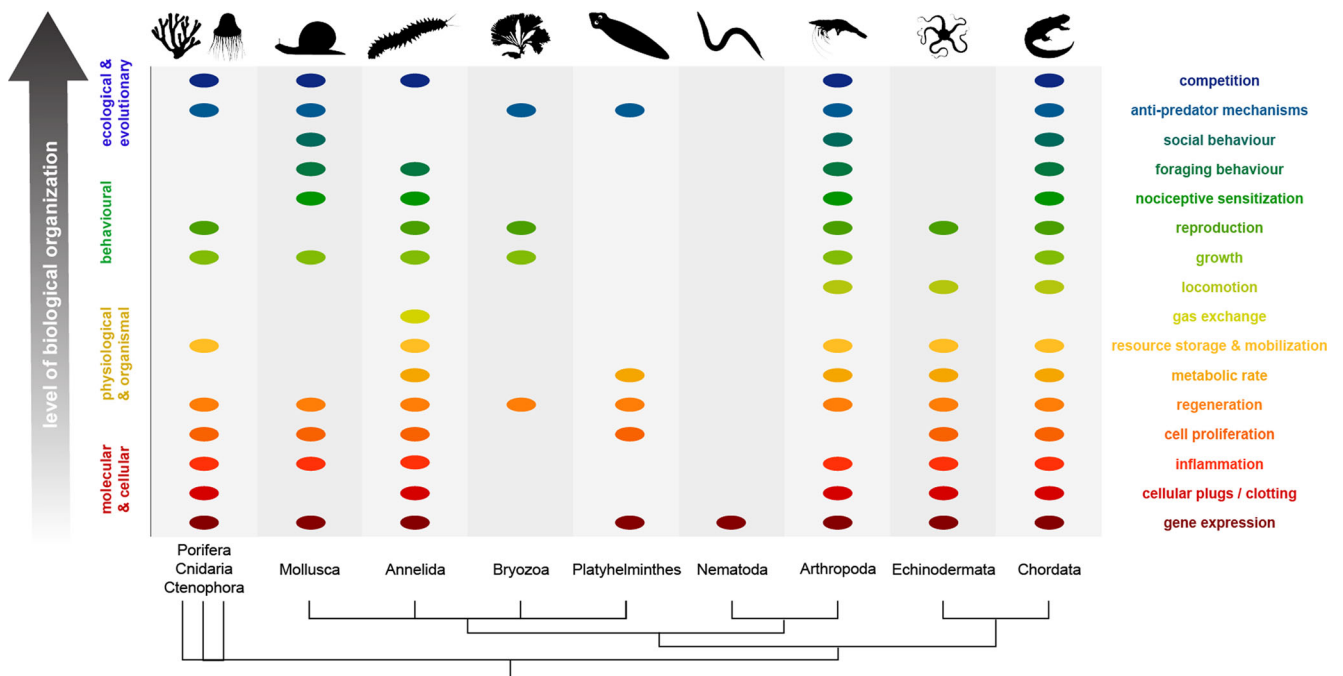 level of biological organization
ecological &
evolutionary
behavioural
physiological
& organismal
molecular
& cellular
competition
anti-predator mechanisms
social behaviour
foraging behaviour
nociceptive sensitization
reproduction
growth
locomotion
gas exchange
resource storage & mobilization
metabolic rate
regeneration
cell proliferation
inflammation
cellular plugs / clotting
gene expression
Porifera
Cnidaria
Ctenophora
Mollusca
Annelida
Bryozoa
Platyhelminthes
Nematoda
Arthropoda
Echinodermata
Chordata